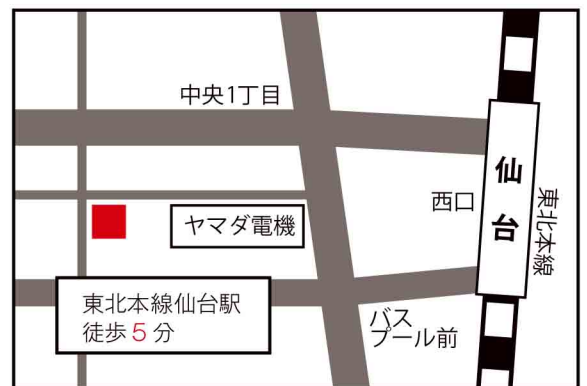 中央1丁目
仙台
西口
東北本線
ヤマダ電機
東北本線仙台駅
徒歩5分
バス
プール前